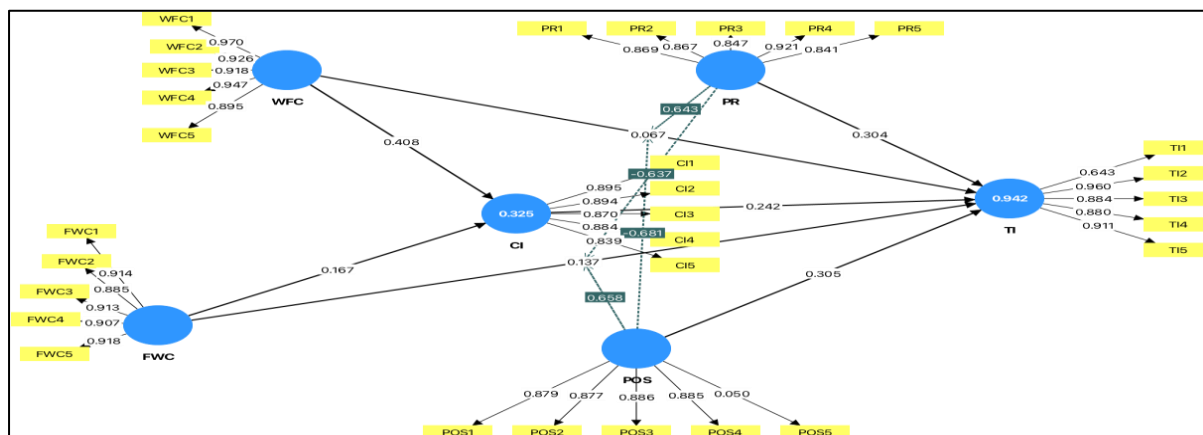 WFC1
0.970
WFC2
0.926
WFC3
0.918
WFC4
0.947
WFC5
0.895
WFC
PR1
PR2
PR3
PR4
PR5
0.869
0.867
0.847
0.921
0.841
PR
0.643
0.067
0.304
0.408
-0.637
CI1
CI2
CI3
CI4
CI5
0.895
0.894
0.870
0.884
0.839
0.325
CI
0.242
-0.681
0.942
TI
TI1
TI2
TI3
TI4
TI5
0.643
0.960
0.884
0.880
0.911
FWC1
FWC2
FWC3
FWC4
FWC5
0.914
0.885
0.913
0.907
0.918
FWC
0.167
0.137
0.305
0.658
POS
0.879
0.877
0.886
0.885
0.050
POS1
POS2
POS3
POS4
POS5